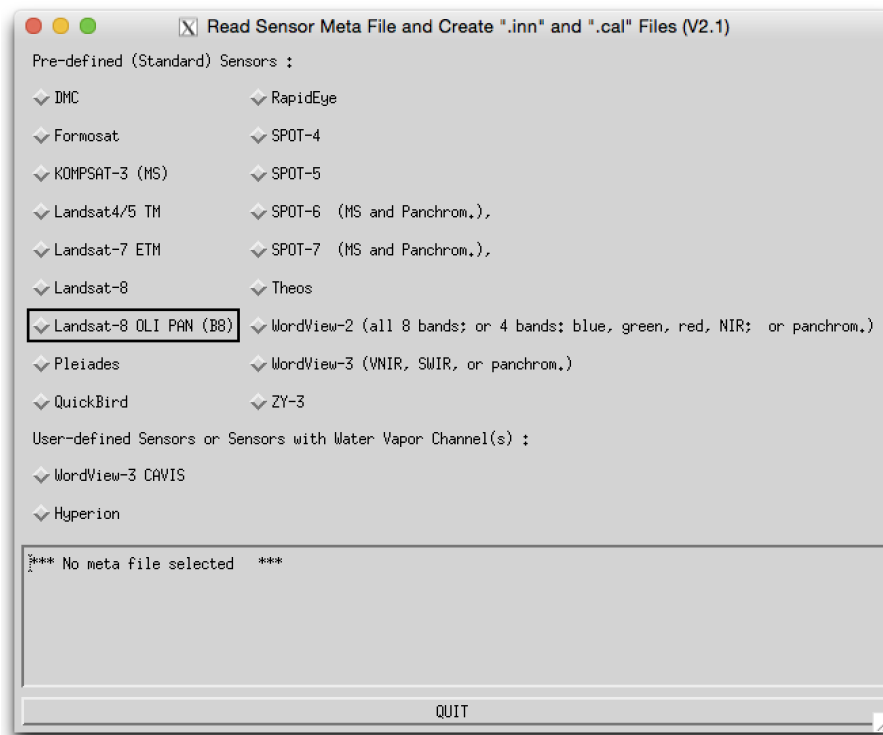 X Read Sensor Meta File and Create ".inn" and ".cal" Files (V2.1)
Pre-defined (Standard) Sensors :
DMC
Formosat
KOMPSAT-3 (MS)
Landsat4/5 TM
Landsat-7 ETM
Landsat-8
Landsat-8 OLI PAN (B8)
Pleiades
QuickBird
RapidEye
SPOT-4
SPOT-5
SPOT-6 (MS and Panchrom.),
SPOT-7 (MS and Panchrom.),
Theos
WordView-2 (all 8 bands; or 4 bands: blue, green, red, NIR; or panchrom.)
WordView-3 (VNIR, SWIR, or panchrom.)
ZY-3
User-defined Sensors or Sensors with Water Vapor Channel(s) :
WordView-3 CAVIS
Hyperion
*** No meta file selected ***
QUIT